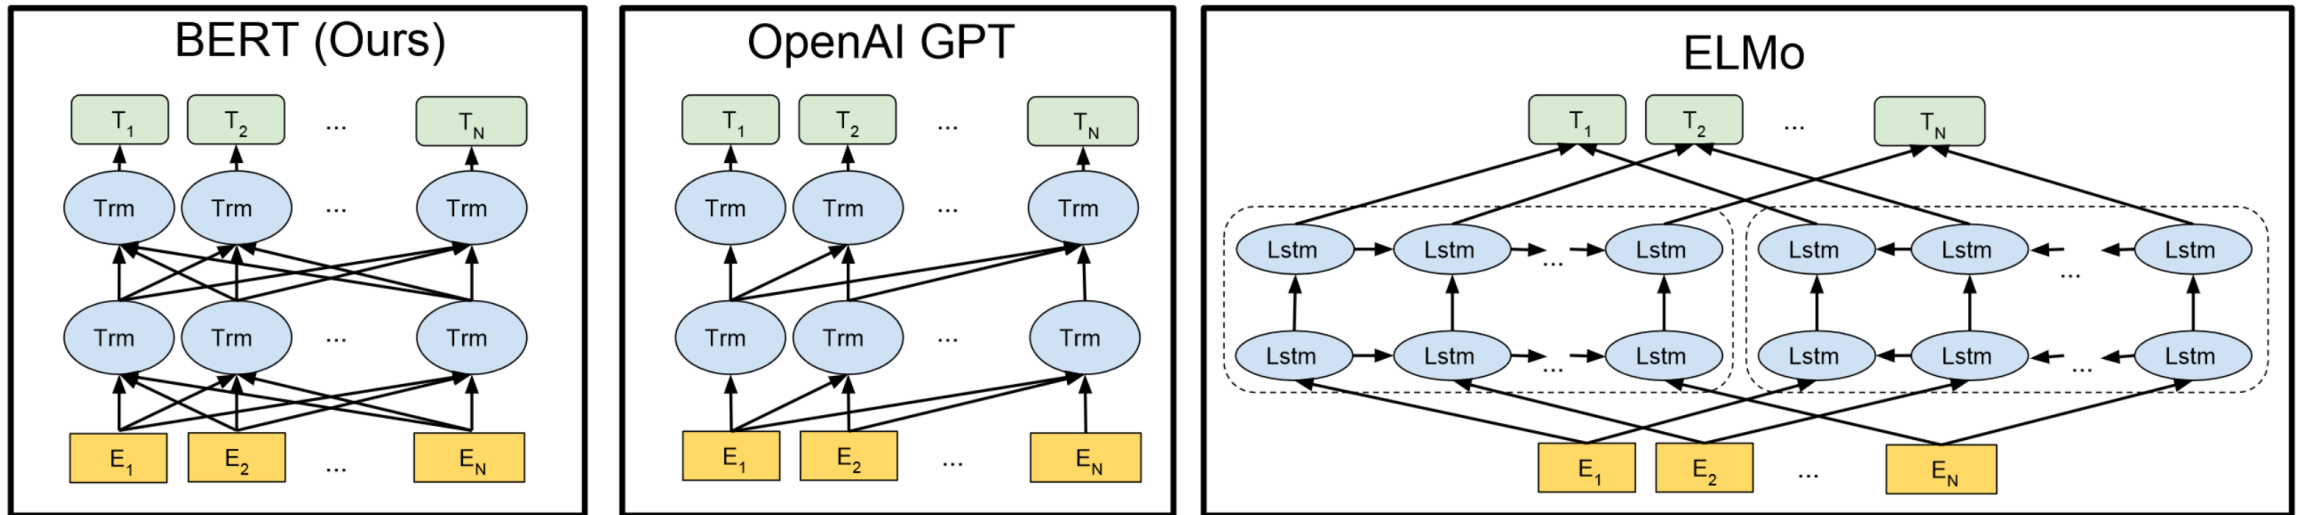 BERT (Ours)
T1 T2 ... TN
Trm Trm ... Trm
Trm Trm ... Trm
E1 E2 ... EN
OpenAI GPT
T1 T2 ... TN
Trm Trm ... Trm
Trm Trm ... Trm
E1 E2 ... EN
ELMo
T1 T2 ... TN
Lstm Lstm ... Lstm Lstm Lstm ... Lstm
Lstm Lstm ... Lstm Lstm Lstm ... Lstm
E1 E2 ... EN